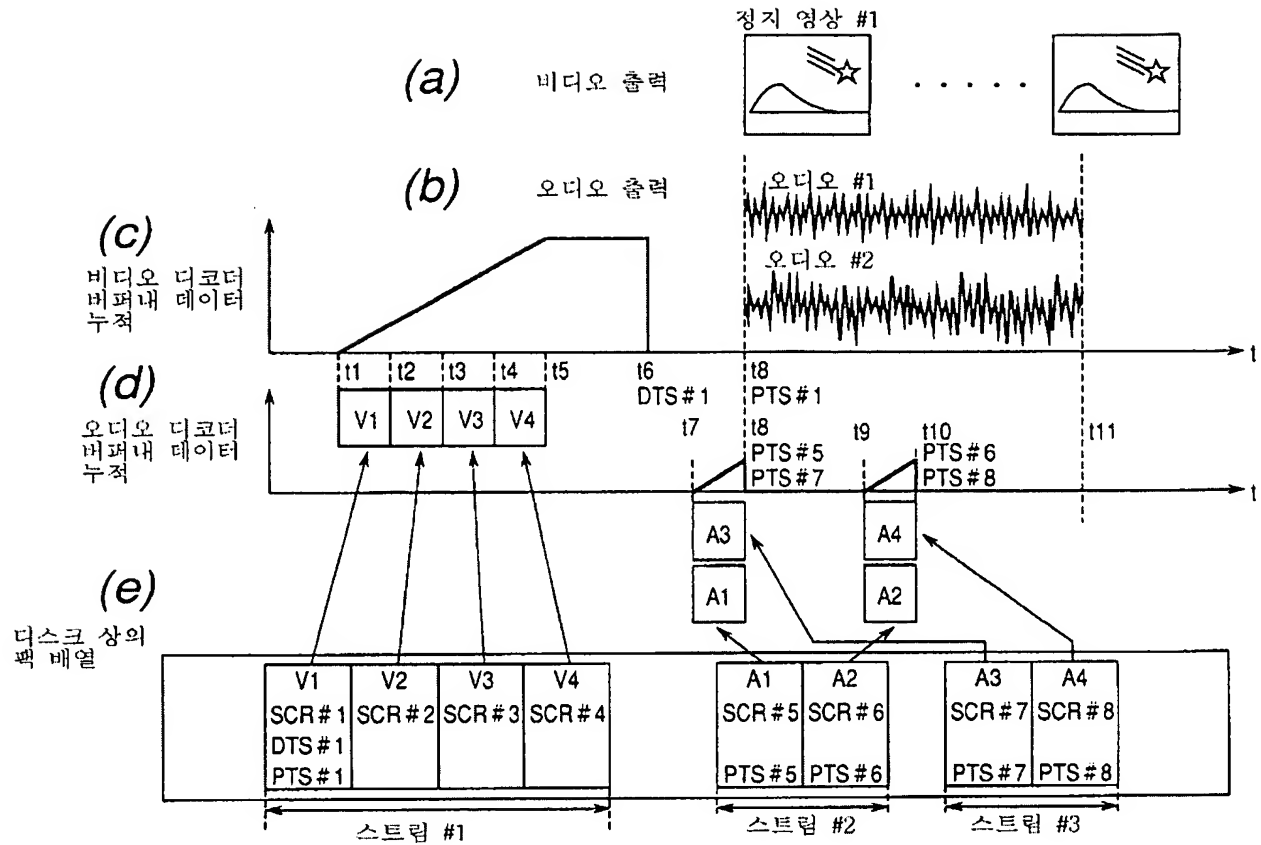 정지 영상 #1
(a)
비디오 출력
· · · · ·
(b)
오디오 출력
오디오 #1
오디오 #2
(c)
비디오 디코더
버퍼내 데이터
누적
t
t1 t2 t3 t4 t5 t6 t8
DTS#1 PTS#1
(d)
오디오 디코더
버퍼내 데이터
누적
V1 V2 V3 V4
t7 t8 t9 t10 t11
PTS#5 PTS#6
PTS#7 PTS#8
t
A3 A4
A1 A2
(e)
디스크 상의
팩 배열
V1 V2 V3 V4 A1 A2 A3 A4
SCR#1 SCR#2 SCR#3 SCR#4 SCR#5 SCR#6 SCR#7 SCR#8
DTS#1
PTS#1 PTS#5 PTS#6 PTS#7 PTS#8
스트림 #1 스트림 #2 스트림 #3